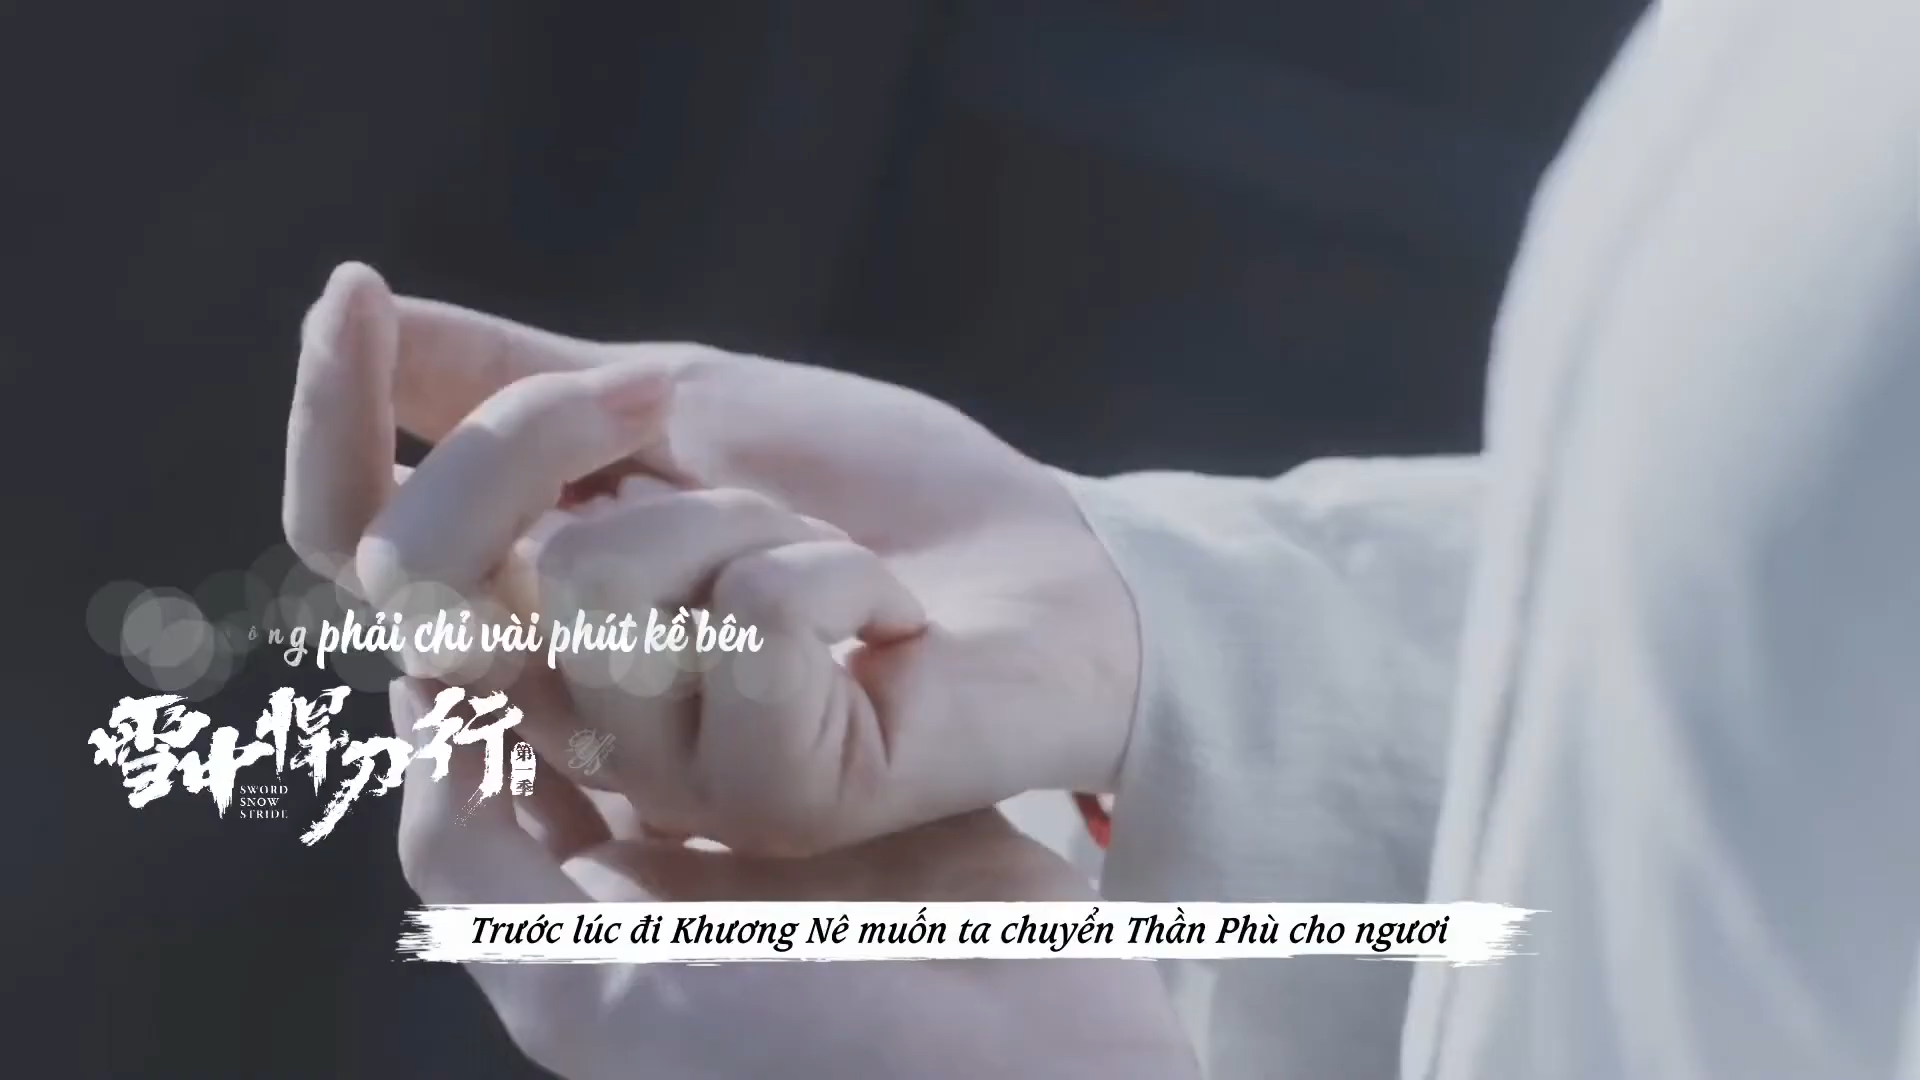 ông phải chỉ vài phút kề bên
雪中悍刀行
第一季
SWORD
SNOW
STRIDE
Trước lúc đi Khương Nê muốn ta chuyển Thần Phù cho ngươi